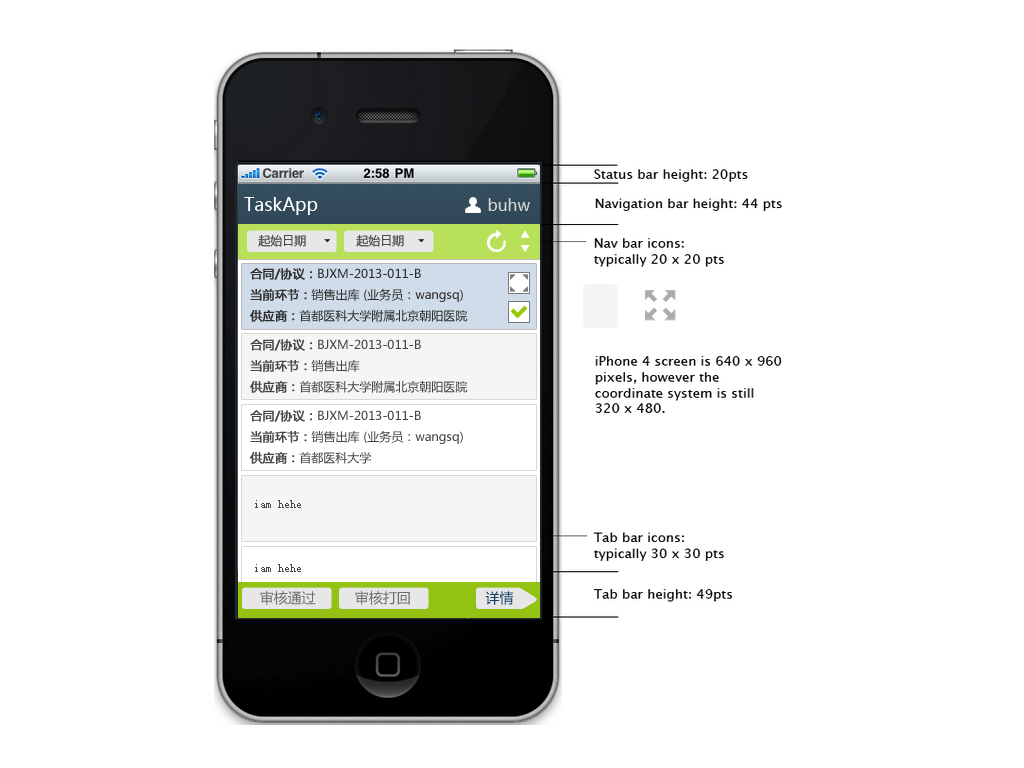 Carrier 2:58 PM
TaskApp buhw
起始日期 起始日期
合同/协议：BJXM-2013-011-B
当前环节：销售出库 (业务员：wangsq)
供应商：首都医科大学附属北京朝阳医院
合同/协议：BJXM-2013-011-B
当前环节：销售出库
供应商：首都医科大学附属北京朝阳医院
合同/协议：BJXM-2013-011-B
当前环节：销售出库 (业务员：wangsq)
供应商：首都医科大学
iam hehe
iam hehe
审核通过 审核打回 详情
Status bar height: 20pts
Navigation bar height: 44 pts
Nav bar icons:
typically 20 x 20 pts
iPhone 4 screen is 640 x 960
pixels, however the
coordinate system is still
320 x 480.
Tab bar icons:
typically 30 x 30 pts
Tab bar height: 49pts